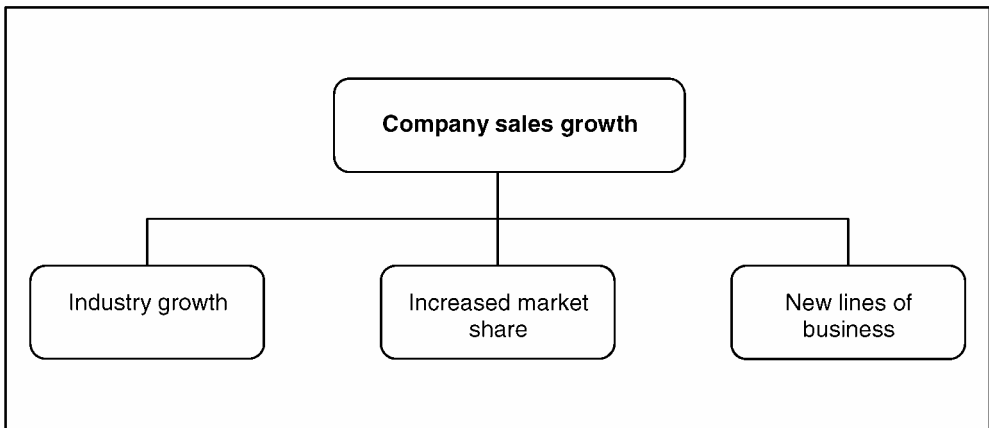 Company sales growth
Industry growth
Increased market
share
New lines of
business